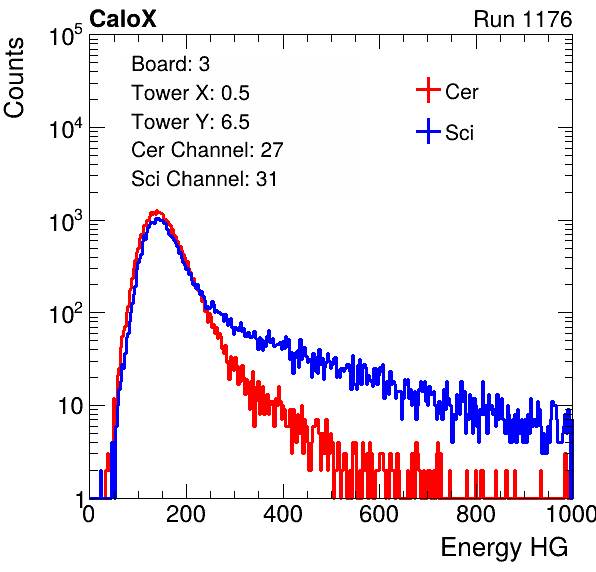 CaloX Run 1176
Counts
10^5
10^4
10^3
10^2
10
1
Board: 3
Tower X: 0.5
Tower Y: 6.5
Cer Channel: 27
Sci Channel: 31
Cer
Sci
0 200 400 600 800 1000
Energy HG